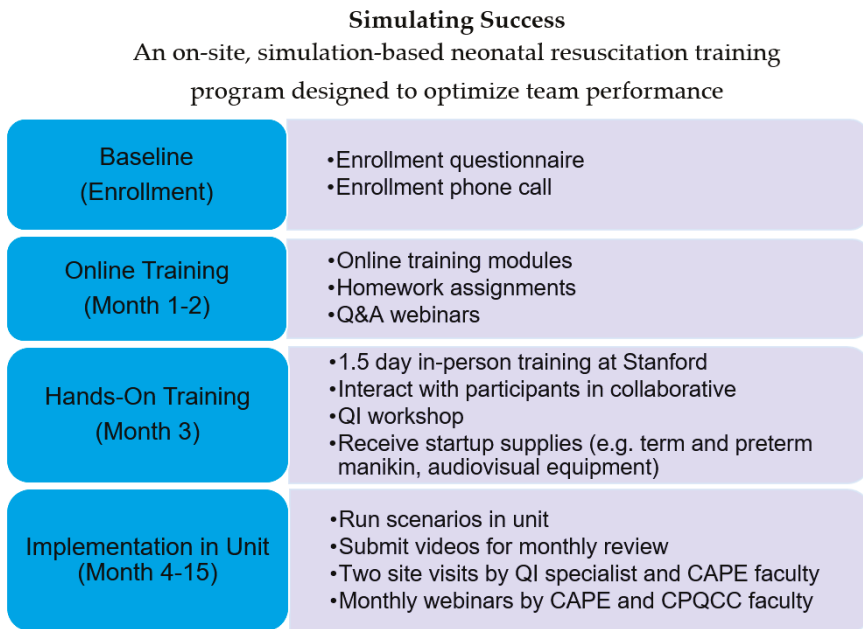 Simulating Success
An on-site, simulation-based neonatal resuscitation training
program designed to optimize team performance
Baseline
(Enrollment)
•Enrollment questionnaire
•Enrollment phone call
Online Training
(Month 1-2)
•Online training modules
•Homework assignments
•Q&A webinars
Hands-On Training
(Month 3)
•1.5 day in-person training at Stanford
•Interact with participants in collaborative
•QI workshop
•Receive startup supplies (e.g. term and preterm
manikin, audiovisual equipment)
Implementation in Unit
(Month 4-15)
•Run scenarios in unit
•Submit videos for monthly review
•Two site visits by QI specialist and CAPE faculty
•Monthly webinars by CAPE and CPQCC faculty